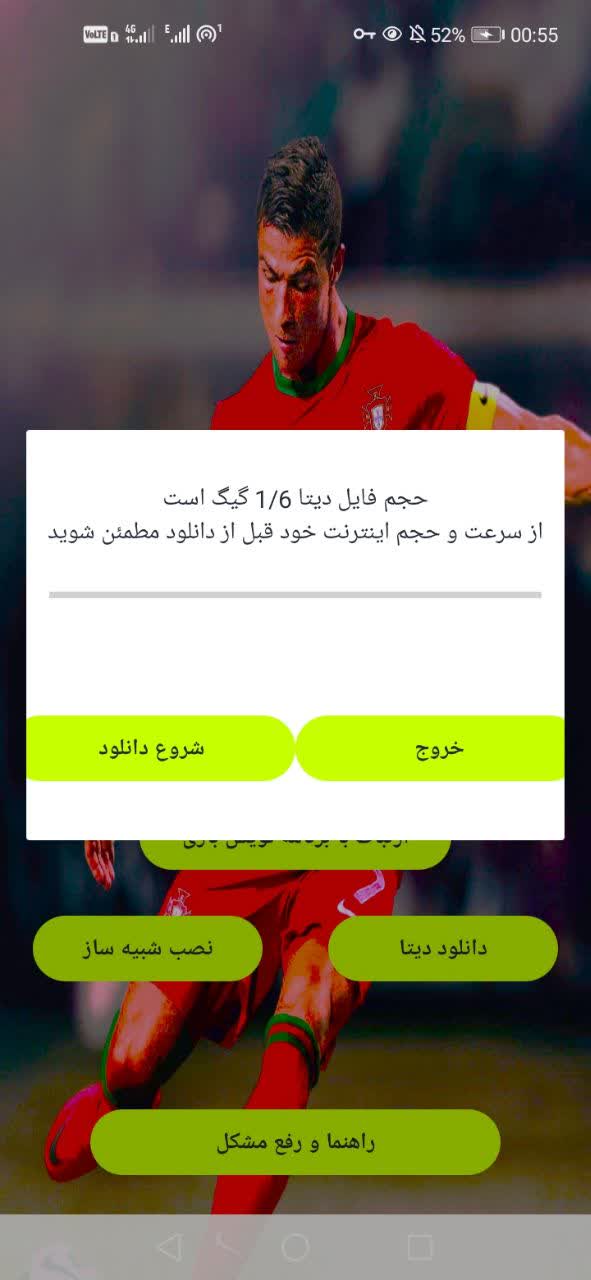 VoLTE 4G E 1 52% 00:55
حجم فایل دیتا 1/6 گیگ است
از سرعت و حجم اینترنت خود قبل از دانلود مطمئن شوید
خروج
شروع دانلود
دانلود دیتا
نصب شبیه ساز
راهنما و رفع مشکل